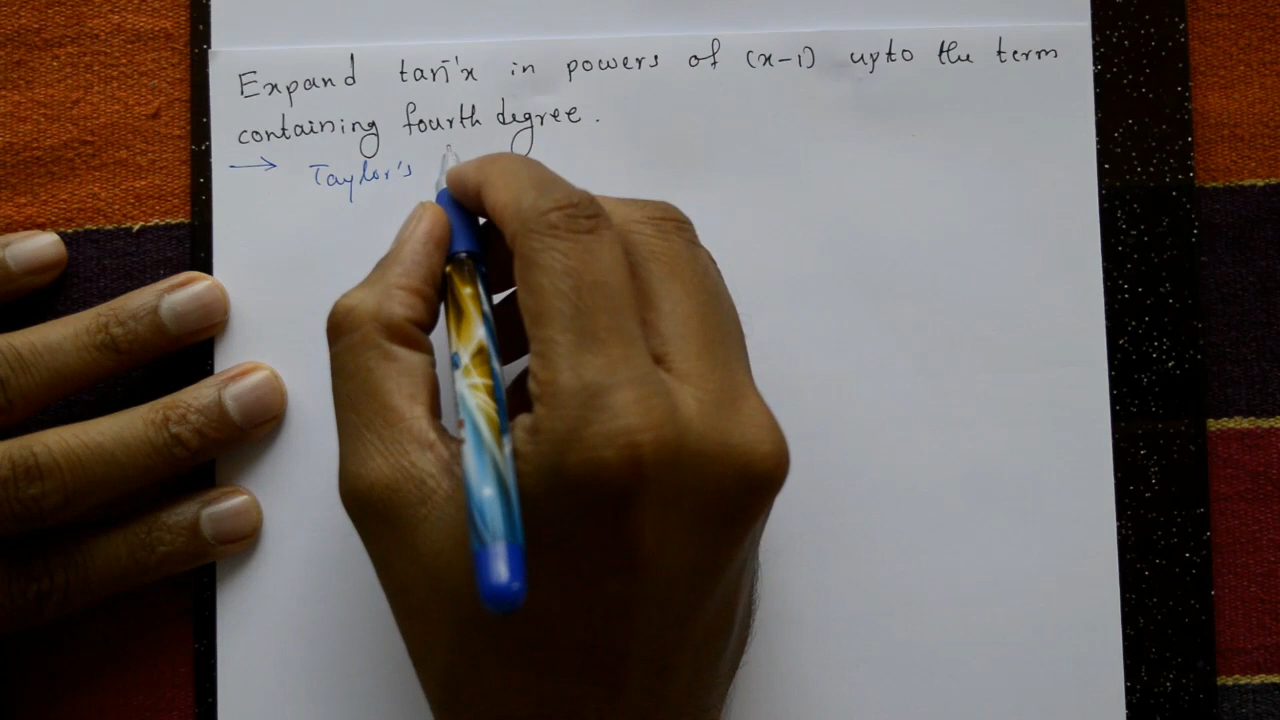 Expand tan⁻¹x in powers of (x-1) upto the term
containing fourth degree.
→ Taylor's